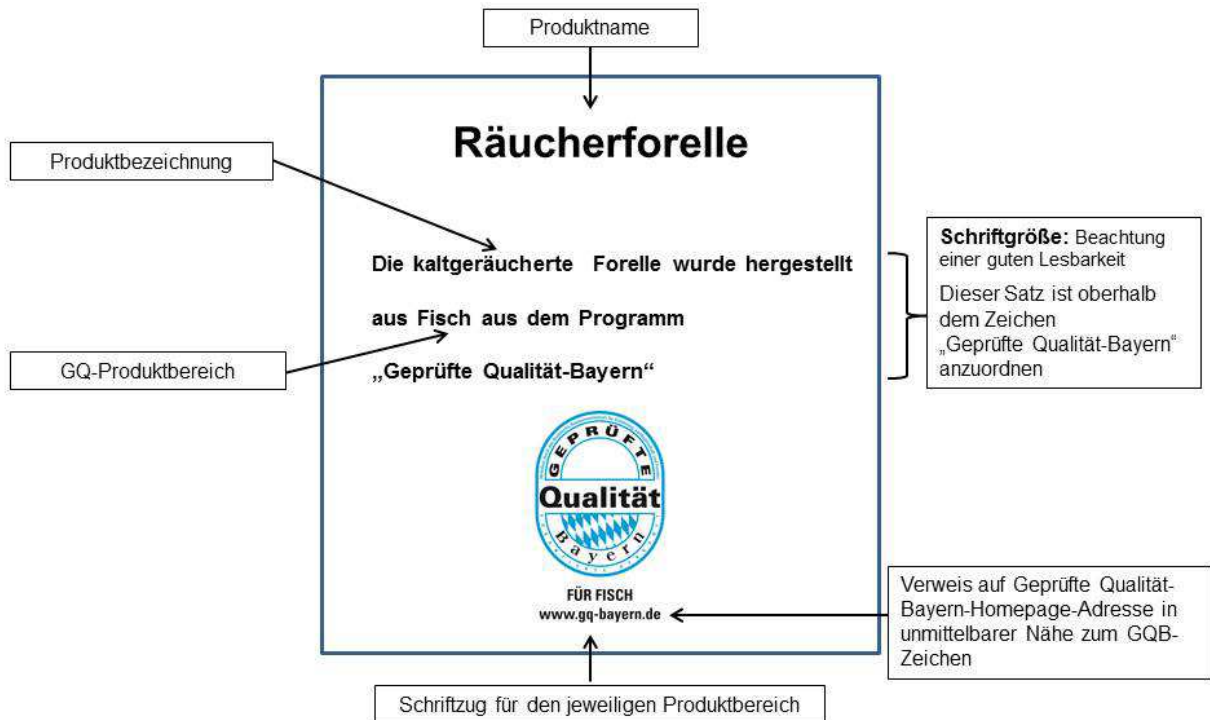 Produktname
Räucherforelle
Produktbezeichnung
Die kaltgeräucherte Forelle wurde hergestellt
aus Fisch aus dem Programm
„Geprüfte Qualität-Bayern“
GQ-Produktbereich
Schriftgröße: Beachtung
einer guten Lesbarkeit
Dieser Satz ist oberhalb
dem Zeichen
„Geprüfte Qualität-Bayern“
anzuordnen
GEPRÜFTE
Qualität
Bayern
FÜR FISCH
www.gq-bayern.de
Verweis auf Geprüfte Qualität-
Bayern-Homepage-Adresse in
unmittelbarer Nähe zum GQB-
Zeichen
Schriftzug für den jeweiligen Produktbereich